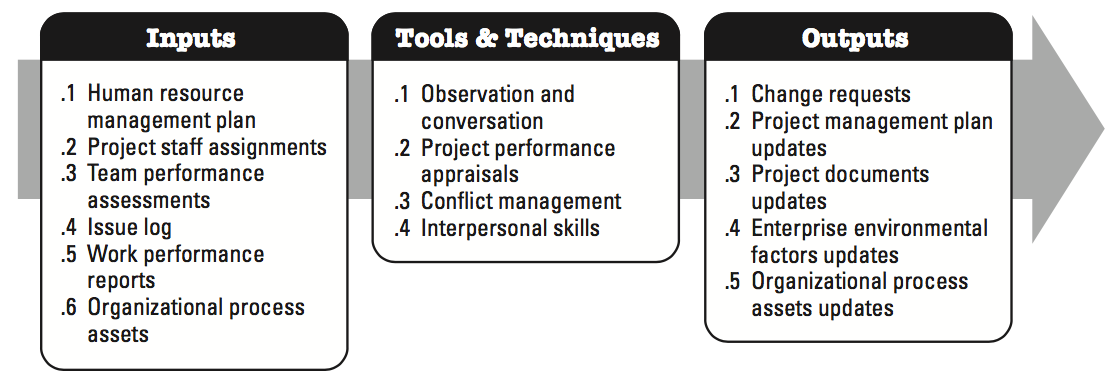 Inputs
.1 Human resource
management plan
.2 Project staff assignments
.3 Team performance
assessments
.4 Issue log
.5 Work performance
reports
.6 Organizational process
assets
Tools & Techniques
.1 Observation and
conversation
.2 Project performance
appraisals
.3 Conflict management
.4 Interpersonal skills
Outputs
.1 Change requests
.2 Project management plan
updates
.3 Project documents
updates
.4 Enterprise environmental
factors updates
.5 Organizational process
assets updates